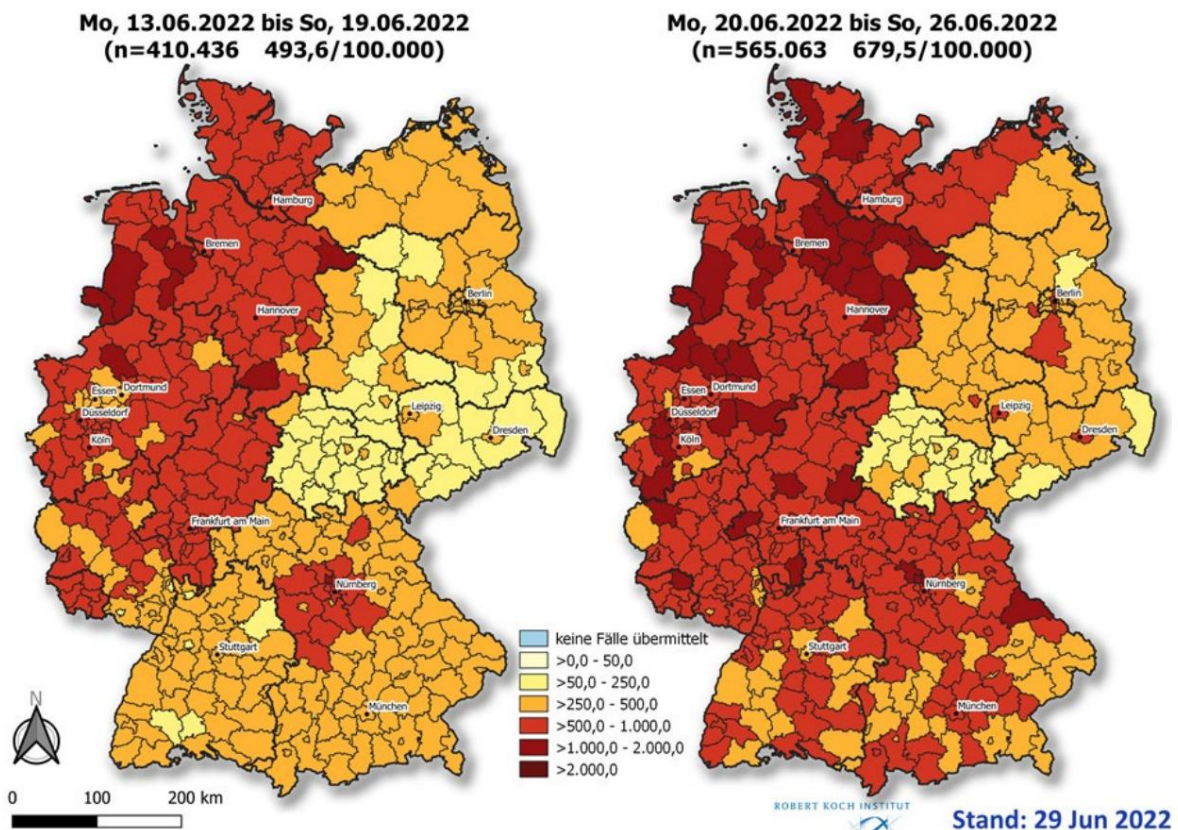 Mo, 13.06.2022 bis So, 19.06.2022
(n=410.436 493,6/100.000)
Mo, 20.06.2022 bis So, 26.06.2022
(n=565.063 679,5/100.000)
Hamburg
Bremen
Berlin
Hannover
Essen
Dortmund
Düsseldorf
Köln
Leipzig
Dresden
Frankfurt am Main
Nürnberg
Stuttgart
München
Hamburg
Bremen
Berlin
Hannover
Essen
Dortmund
Düsseldorf
Köln
Leipzig
Dresden
Frankfurt am Main
Nürnberg
Stuttgart
München
keine Fälle übermittelt
>0,0 - 50,0
>50,0 - 250,0
>250,0 - 500,0
>500,0 - 1.000,0
>1.000,0 - 2.000,0
>2.000,0
N
0 100 200 km
ROBERT KOCH INSTITUT
Stand: 29 Jun 2022